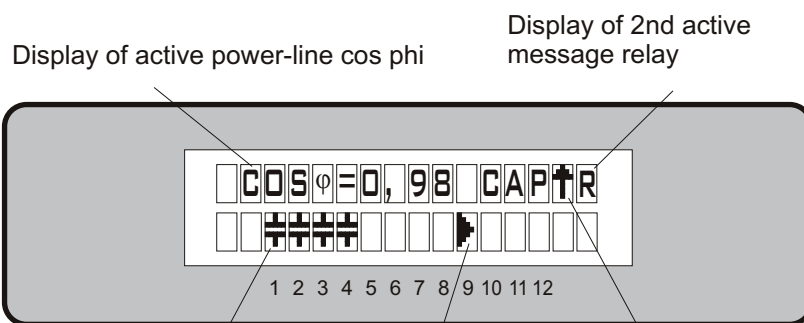 Display of active power-line cos phi
Display of 2nd active
message relay
COSφ=0,98 CAP†R
1 2 3 4 5 6 7 8 9 10 11 12